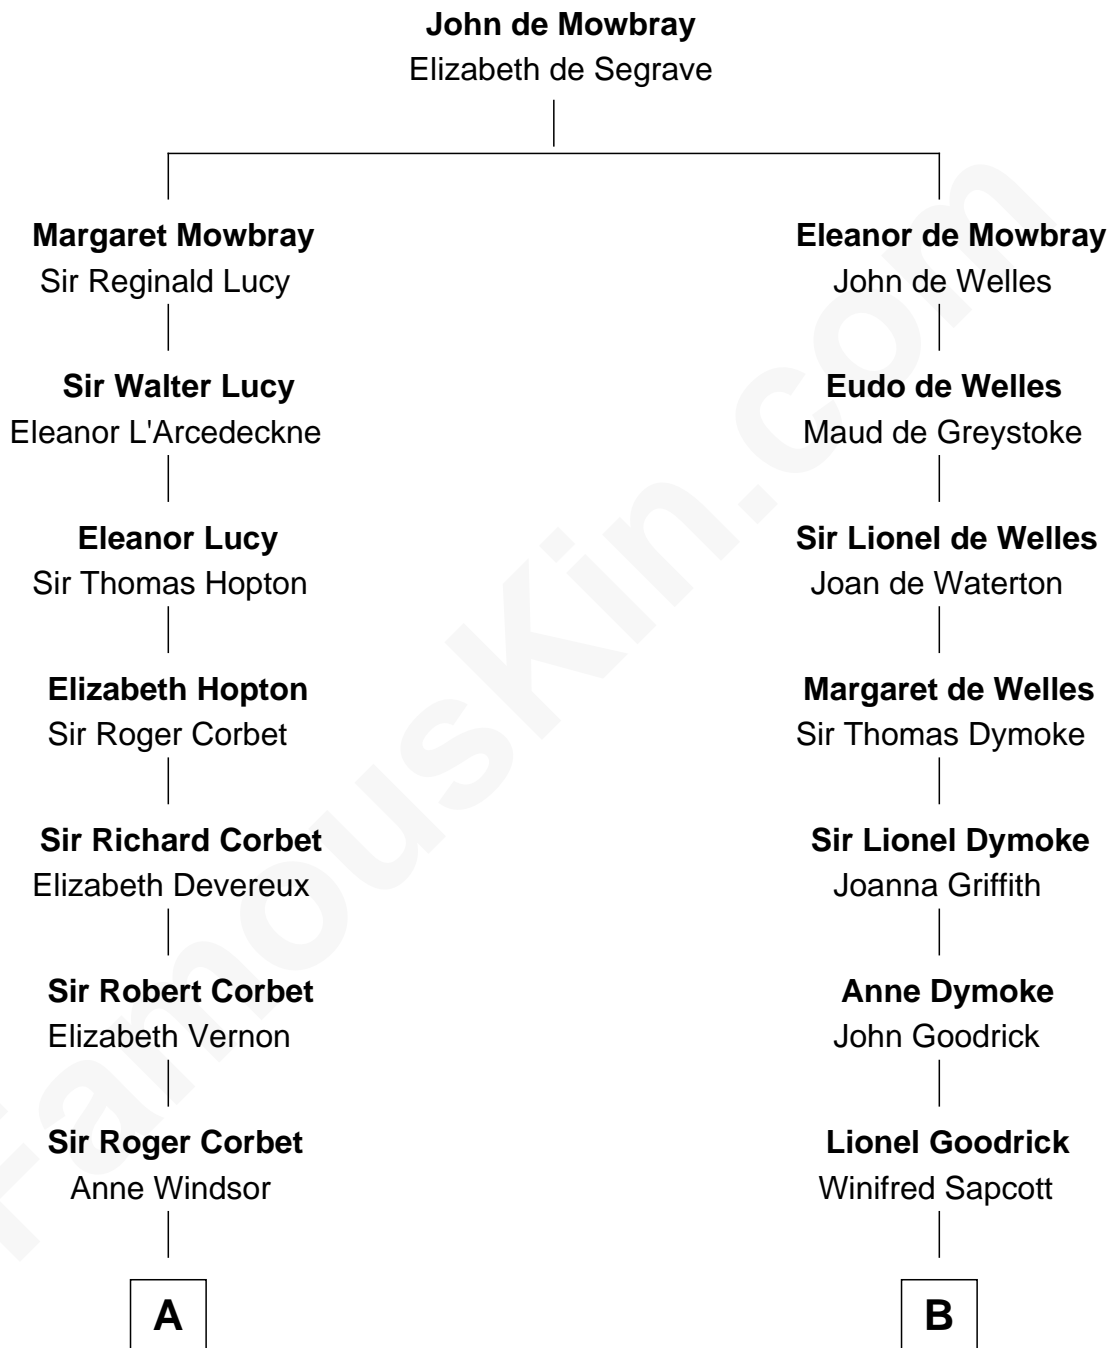 John de Mowbray
Elizabeth de Segrave
Margaret Mowbray
Sir Reginald Lucy
Eleanor de Mowbray
John de Welles
Sir Walter Lucy
Eleanor L'Arcedeckne
Eudo de Welles
Maud de Greystoke
Eleanor Lucy
Sir Thomas Hopton
Sir Lionel de Welles
Joan de Waterton
Elizabeth Hopton
Sir Roger Corbet
Margaret de Welles
Sir Thomas Dymoke
Sir Richard Corbet
Elizabeth Devereux
Sir Lionel Dymoke
Joanna Griffith
Sir Robert Corbet
Elizabeth Vernon
Anne Dymoke
John Goodrick
Sir Roger Corbet
Anne Windsor
Lionel Goodrick
Winifred Sapcott
A
B
FamousKin.com